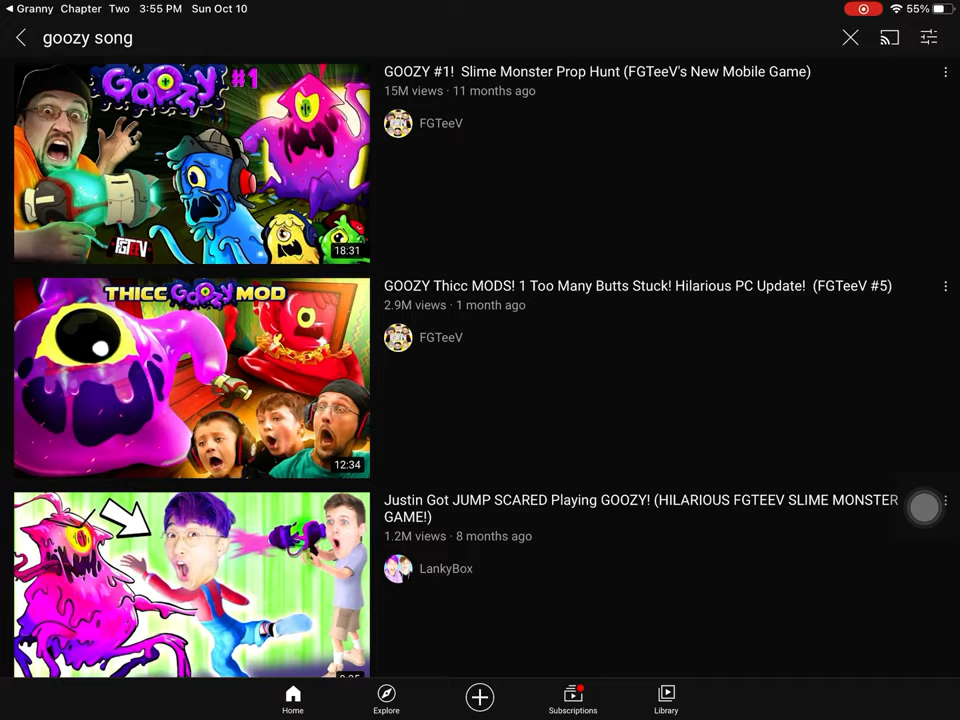 Granny Chapter Two 3:55 PM Sun Oct 10
55%
goozy song
GOOZY #1
FGTEEV
18:31
GOOZY #1! Slime Monster Prop Hunt (FGTeeV's New Mobile Game)
15M views · 11 months ago
FGTeeV
THICC GOOZY MOD
12:34
GOOZY Thicc MODS! 1 Too Many Butts Stuck! Hilarious PC Update! (FGTeeV #5)
2.9M views · 1 month ago
FGTeeV
Justin Got JUMP SCARED Playing GOOZY! (HILARIOUS FGTEEV SLIME MONSTER
GAME!)
1.2M views · 8 months ago
LankyBox
Home
Explore
Subscriptions
Library